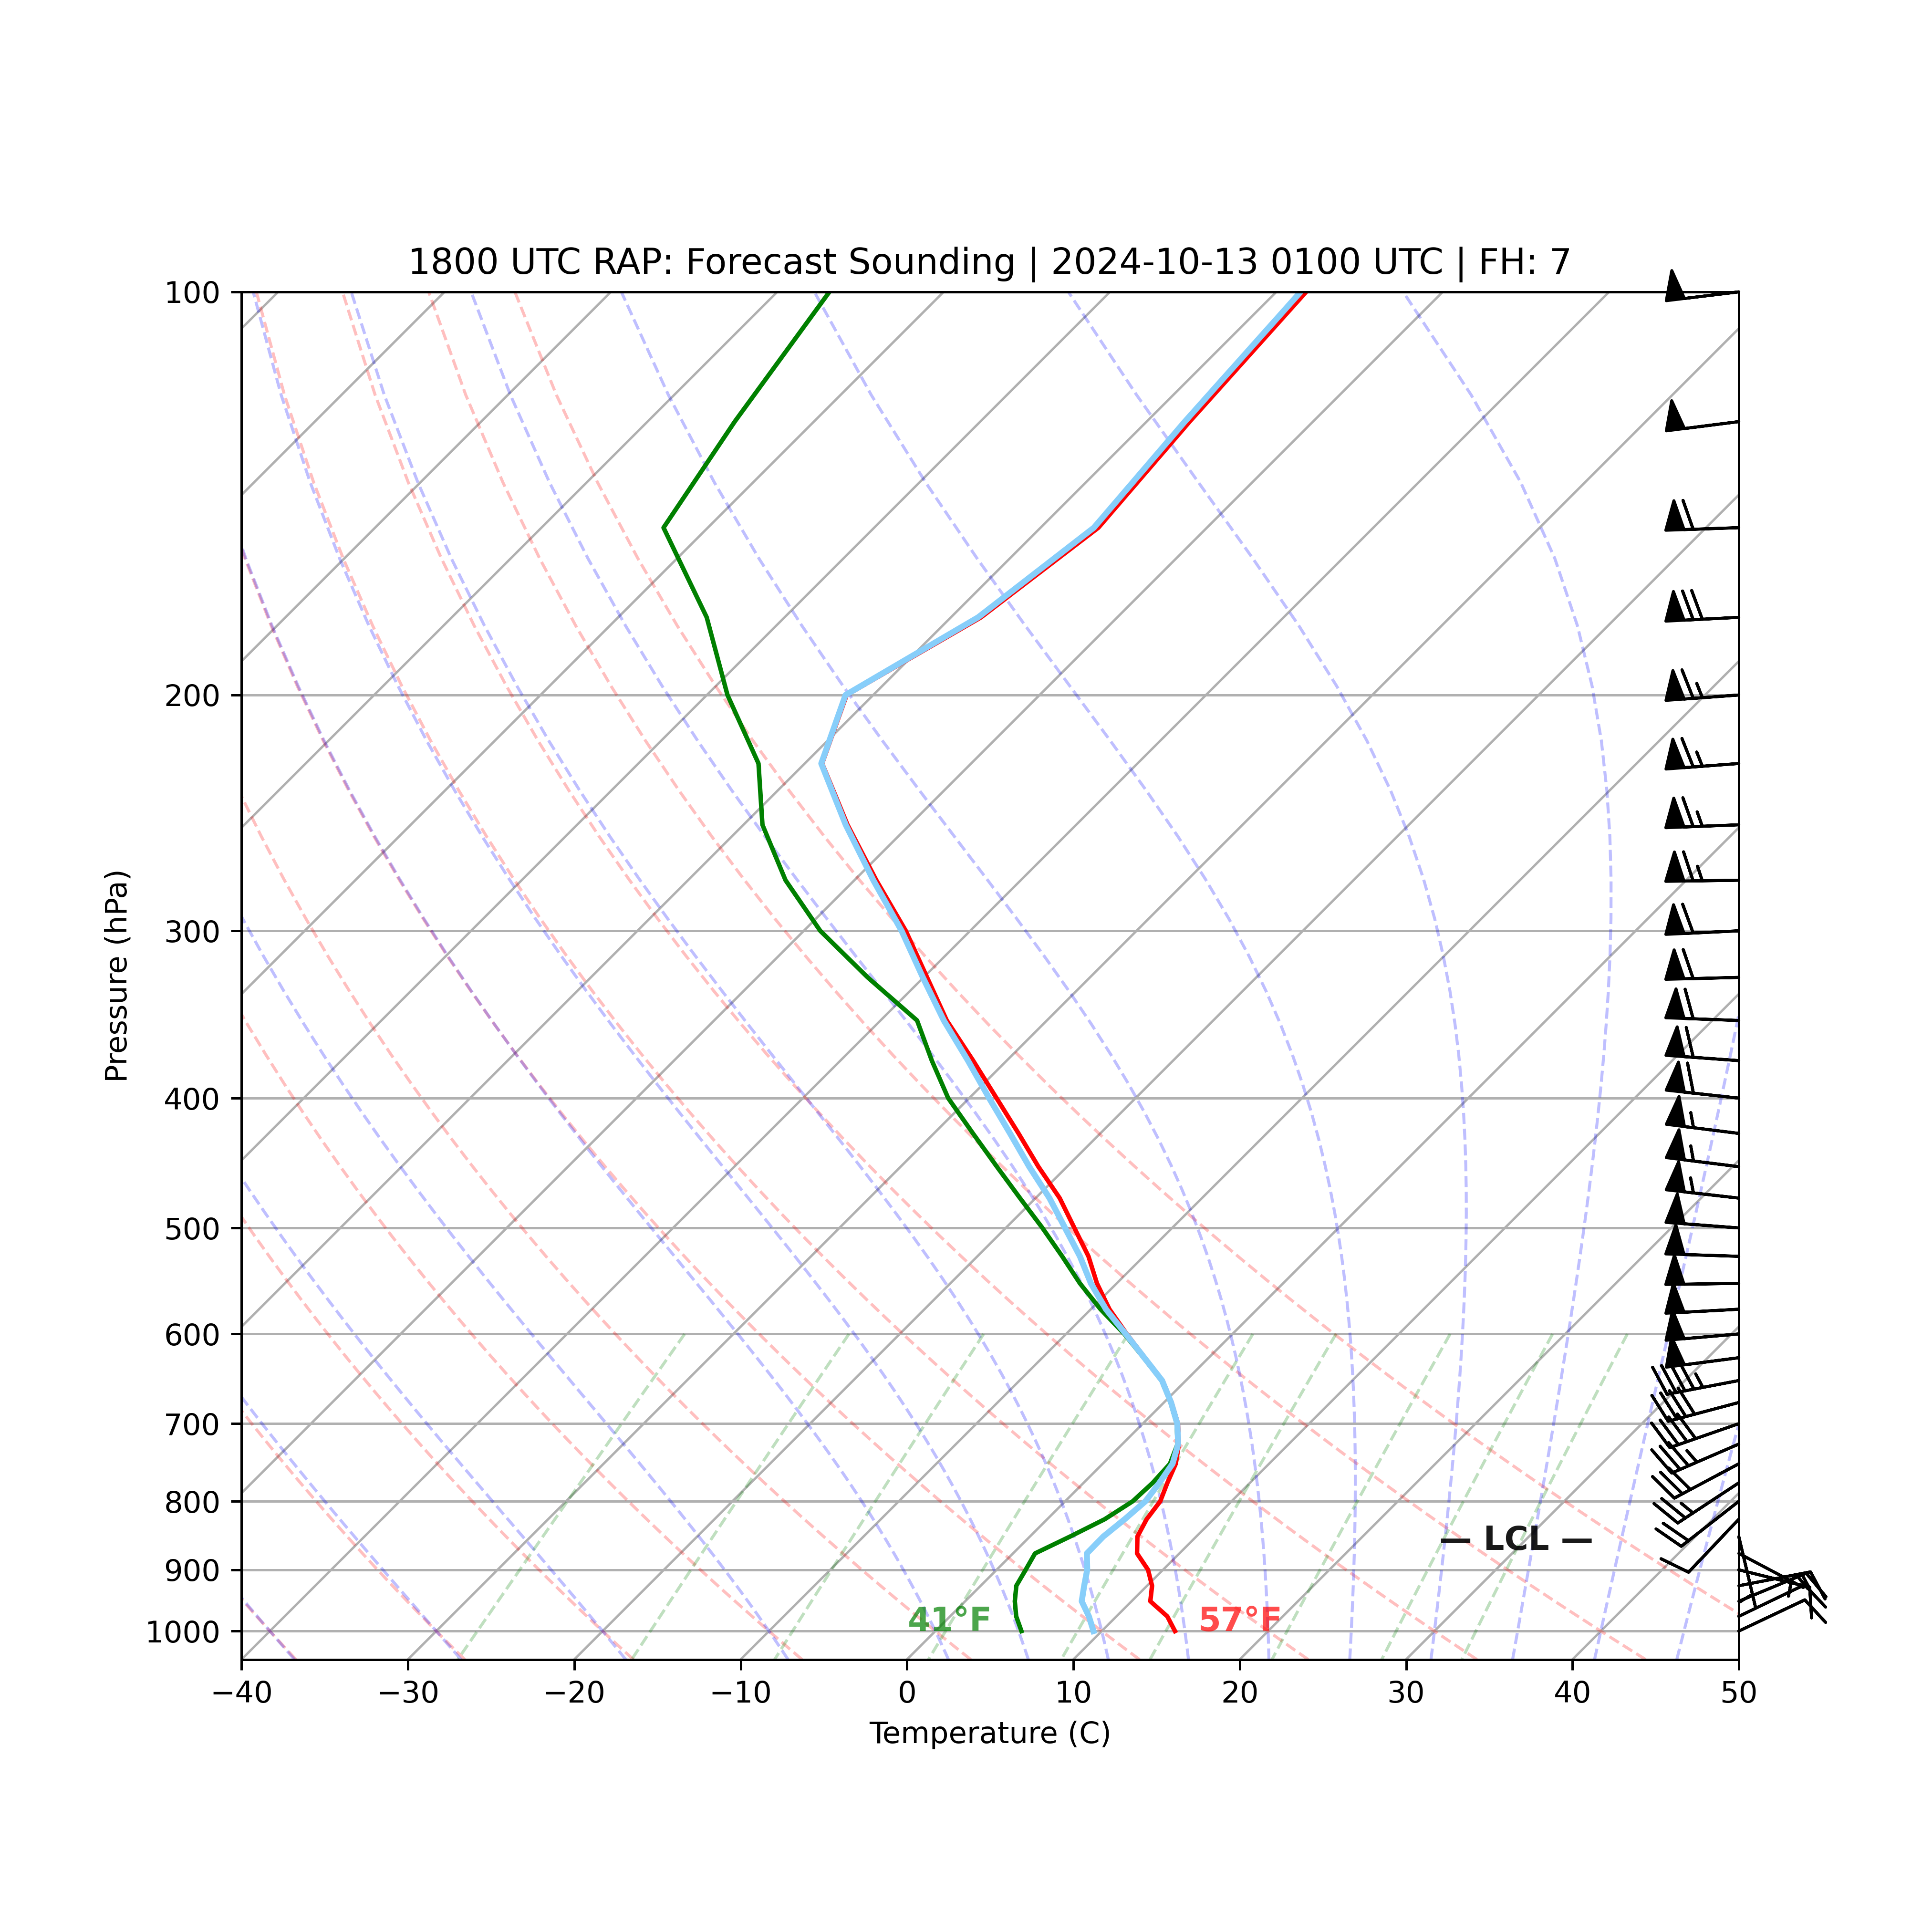 1800 UTC RAP: Forecast Sounding | 2024-10-13 0100 UTC | FH: 7
100
200
300
400
500
600
700
800
900
1000
Pressure (hPa)
— LCL —
41°F
57°F
−40 −30 −20 −10 0 10 20 30 40 50
Temperature (C)